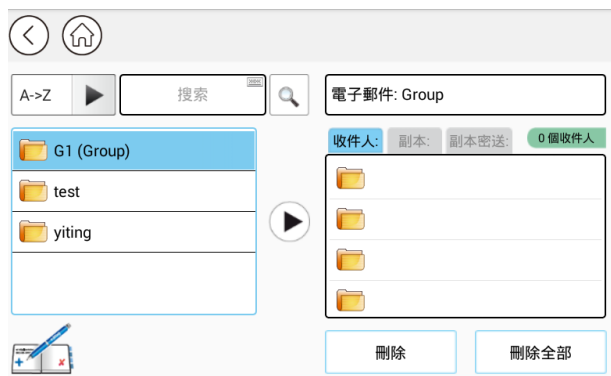 A->Z
搜索
電子郵件: Group
G1 (Group)
test
yiting
收件人:
副本:
副本密送:
0 個收件人
刪除
刪除全部